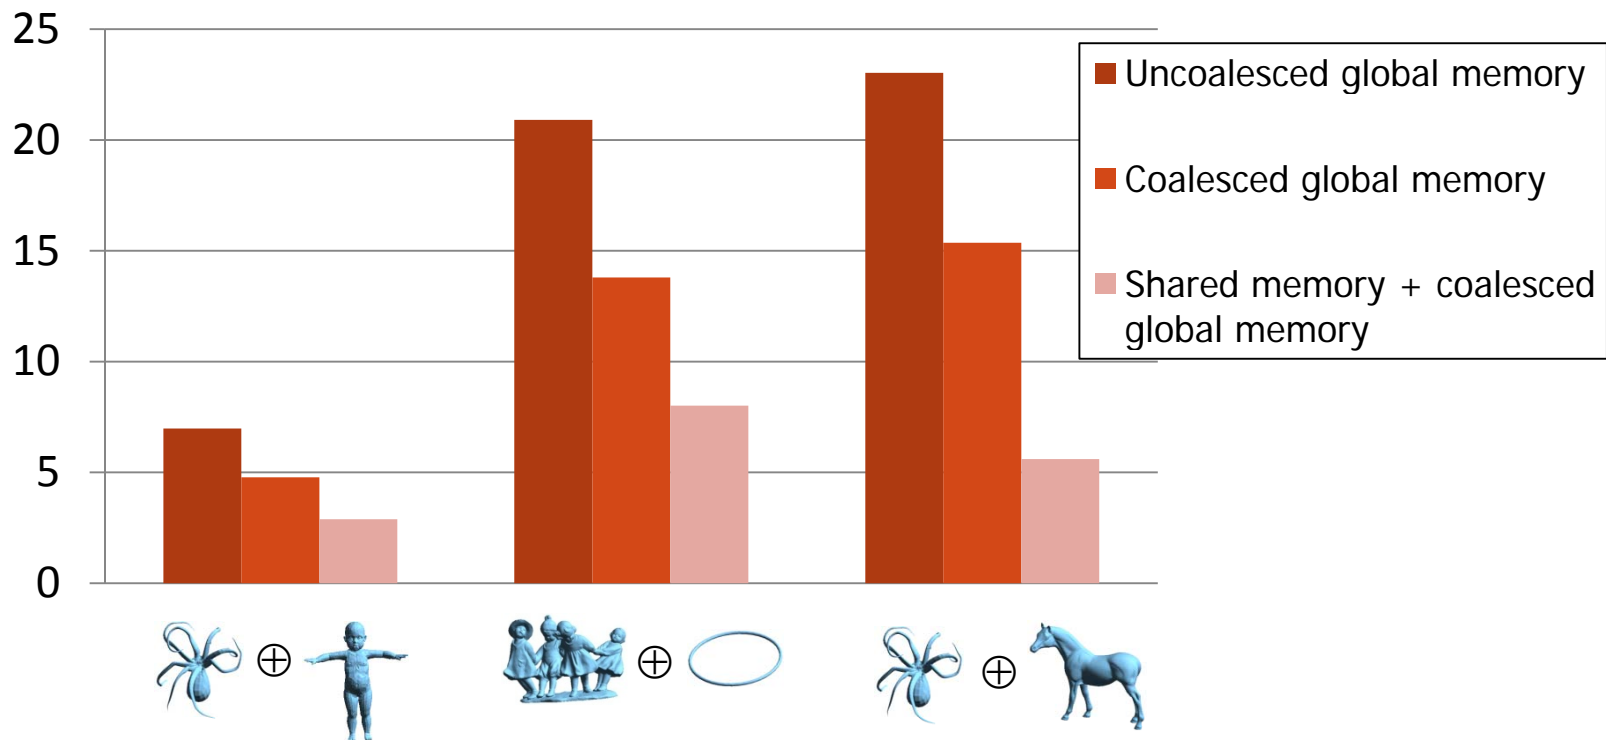 25
20
15
10
5
0
Uncoalesced global memory
Coalesced global memory
Shared memory + coalesced
global memory
⊕
⊕
⊕